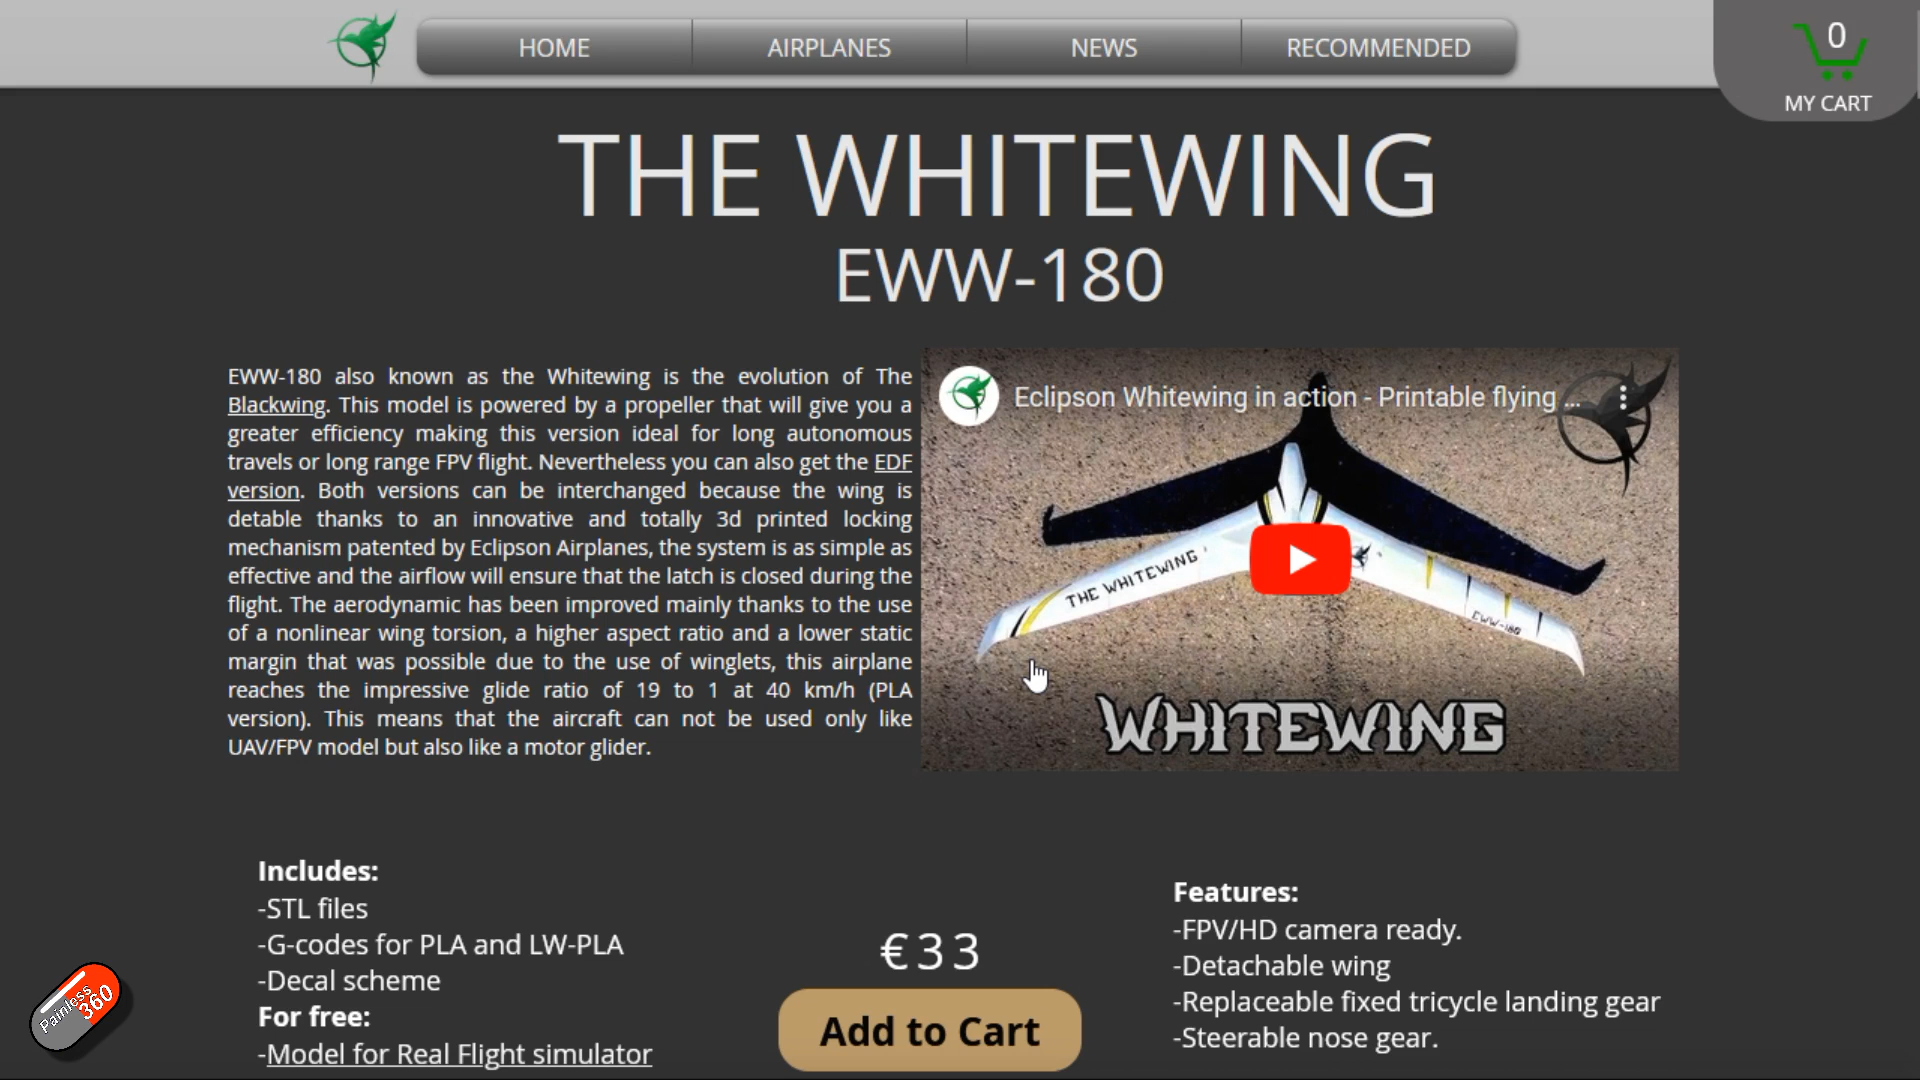 HOME
AIRPLANES
NEWS
RECOMMENDED
0
MY CART
THE WHITEWING
EWW-180
EWW-180 also known as the Whitewing is the evolution of The
Blackwing. This model is powered by a propeller that will give you a
greater efficiency making this version ideal for long autonomous
travels or long range FPV flight. Nevertheless you can also get the EDF
version. Both versions can be interchanged because the wing is
detable thanks to an innovative and totally 3d printed locking
mechanism patented by Eclipson Airplanes, the system is as simple as
effective and the airflow will ensure that the latch is closed during the
flight. The aerodynamic has been improved mainly thanks to the use
of a nonlinear wing torsion, a higher aspect ratio and a lower static
margin that was possible due to the use of winglets, this airplane
reaches the impressive glide ratio of 19 to 1 at 40 km/h (PLA
version). This means that the aircraft can not be used only like
UAV/FPV model but also like a motor glider.
Eclipson Whitewing in action - Printable flying ...
THE WHITEWING
EWW-180
WHITEWING
Includes:
-STL files
-G-codes for PLA and LW-PLA
-Decal scheme
For free:
-Model for Real Flight simulator
€33
Add to Cart
Features:
-FPV/HD camera ready.
-Detachable wing
-Replaceable fixed tricycle landing gear
-Steerable nose gear.
Painless
360